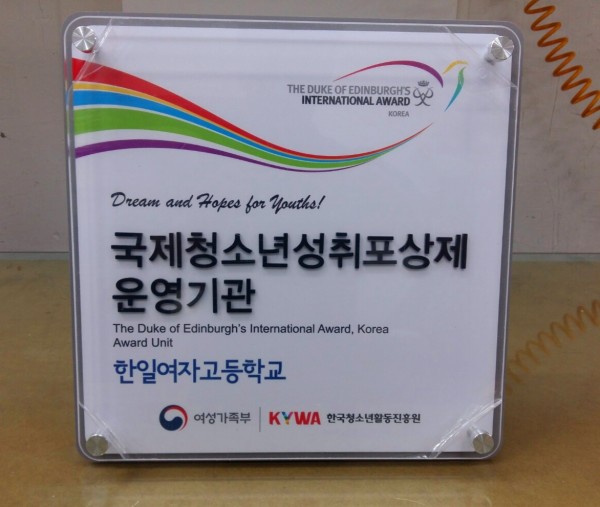 THE DUKE OF EDINBURGH'S
INTERNATIONAL AWARD
KOREA
Dream and Hopes for Youths!
국제청소년성취포상제
운영기관
The Duke of Edinburgh's International Award, Korea
Award Unit
한일여자고등학교
여성가족부 KYWA 한국청소년활동진흥원